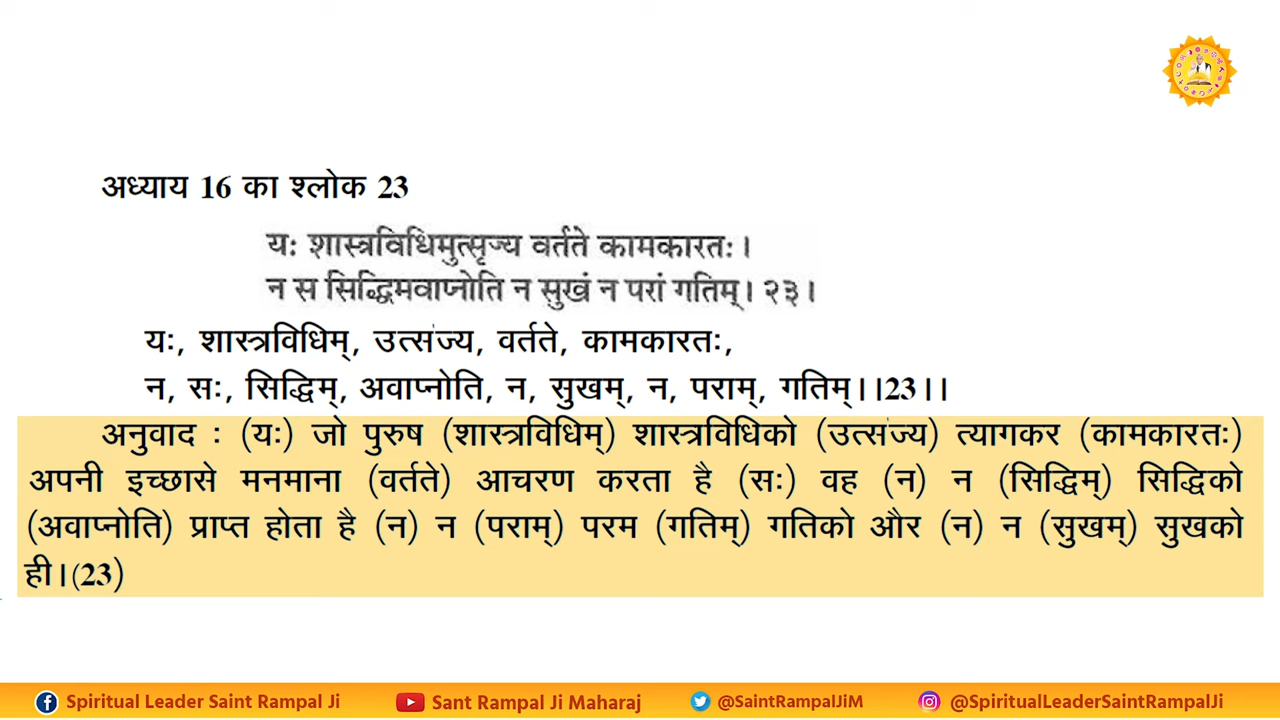 अध्याय 16 का श्लोक 23
यः शास्त्रविधिमुत्सृज्य वर्तते कामकारतः।
न स सिद्धिमवाप्नोति न सुखं न परां गतिम्। २३।
यः, शास्त्रविधिम्, उत्संज्य, वर्तते, कामकारतः,
न, सः, सिद्धिम्, अवाप्नोति, न, सुखम्, न, पराम्, गतिम्।।23।।
अनुवाद : (यः) जो पुरुष (शास्त्रविधिम्) शास्त्रविधिको (उत्संज्य) त्यागकर (कामकारतः)
अपनी इच्छासे मनमाना (वर्तते) आचरण करता है (सः) वह (न) न (सिद्धिम्) सिद्धिको
(अवाप्नोति) प्राप्त होता है (न) न (पराम्) परम (गतिम्) गतिको और (न) न (सुखम्) सुखको
ही।(23)
Spiritual Leader Saint Rampal Ji Sant Rampal Ji Maharaj @SaintRampalJiM @SpiritualLeaderSaintRampalJi